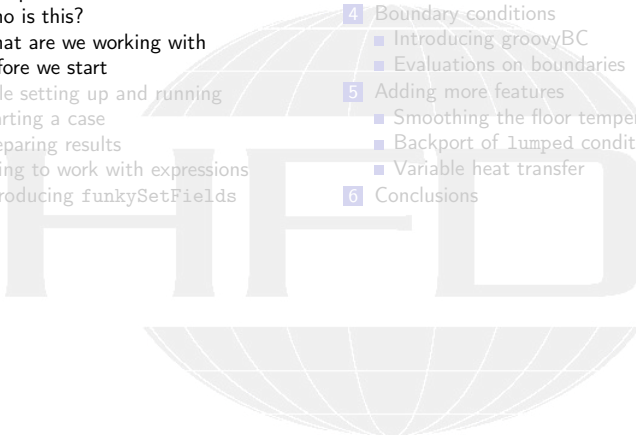 no is this?
hat are we working with
fore we start
le setting up and running
arting a case
eparing results
ing to work with expressions
roducing funkySetFields
4 Boundary conditions
Introducing groovyBC
Evaluations on boundaries
5 Adding more features
Smoothing the floor temper
Backport of lumped condit
Variable heat transfer
6 Conclusions
HFD